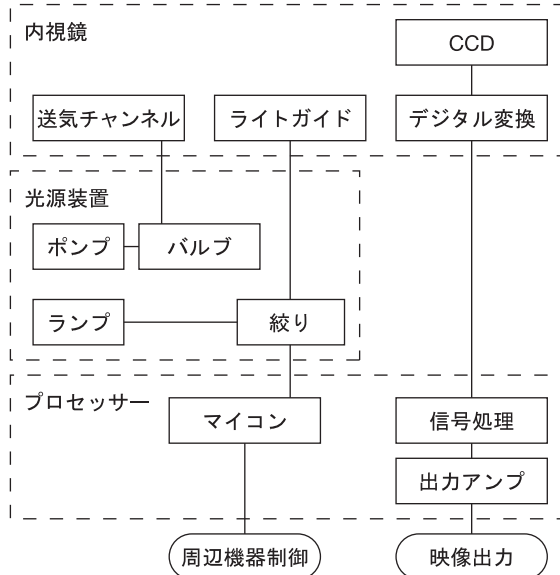 内視鏡
CCD
送気チャンネル
ライトガイド
デジタル変換
光源装置
ポンプ
バルブ
ランプ
絞り
プロセッサー
マイコン
信号処理
出力アンプ
周辺機器制御
映像出力